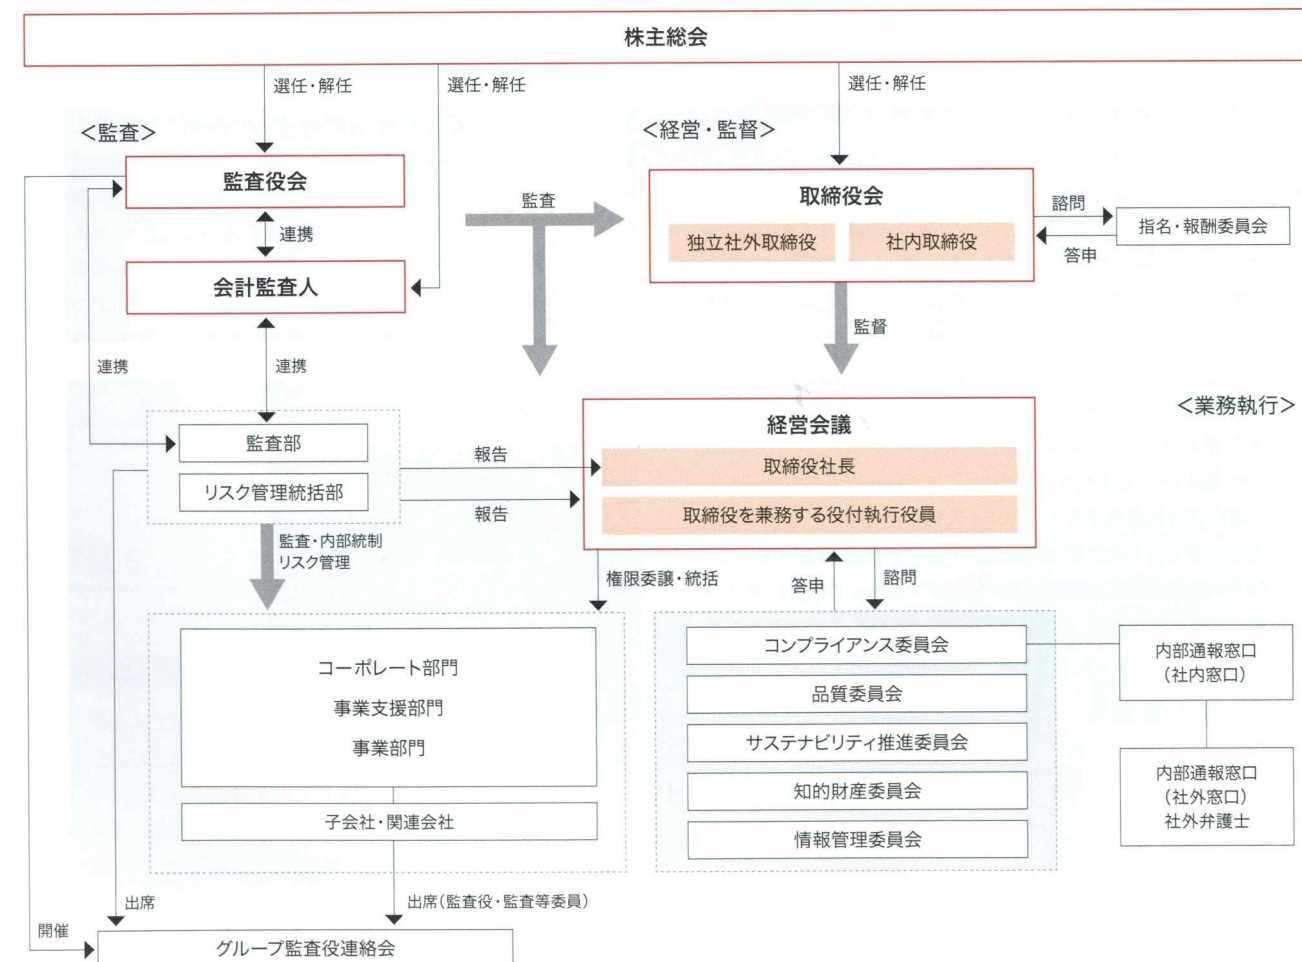 株主総会
選任・解任
選任・解任
選任・解任
<監査>
<経営・監督>
監査役会
連携
会計監査人
監査
取締役会
独立社外取締役
社内取締役
諮問
答申
指名・報酬委員会
監督
連携
連携
<業務執行>
監査部
リスク管理統括部
報告
報告
経営会議
取締役社長
取締役を兼務する役付執行役員
監査・内部統制
リスク管理
権限委譲・統括
答申
諮問
コーポレート部門
事業支援部門
事業部門
子会社・関連会社
コンプライアンス委員会
品質委員会
サステナビリティ推進委員会
知的財産委員会
情報管理委員会
内部通報窓口
(社内窓口)
内部通報窓口
(社外窓口)
社外弁護士
出席
出席(監査役・監査等委員)
開催
グループ監査役連絡会